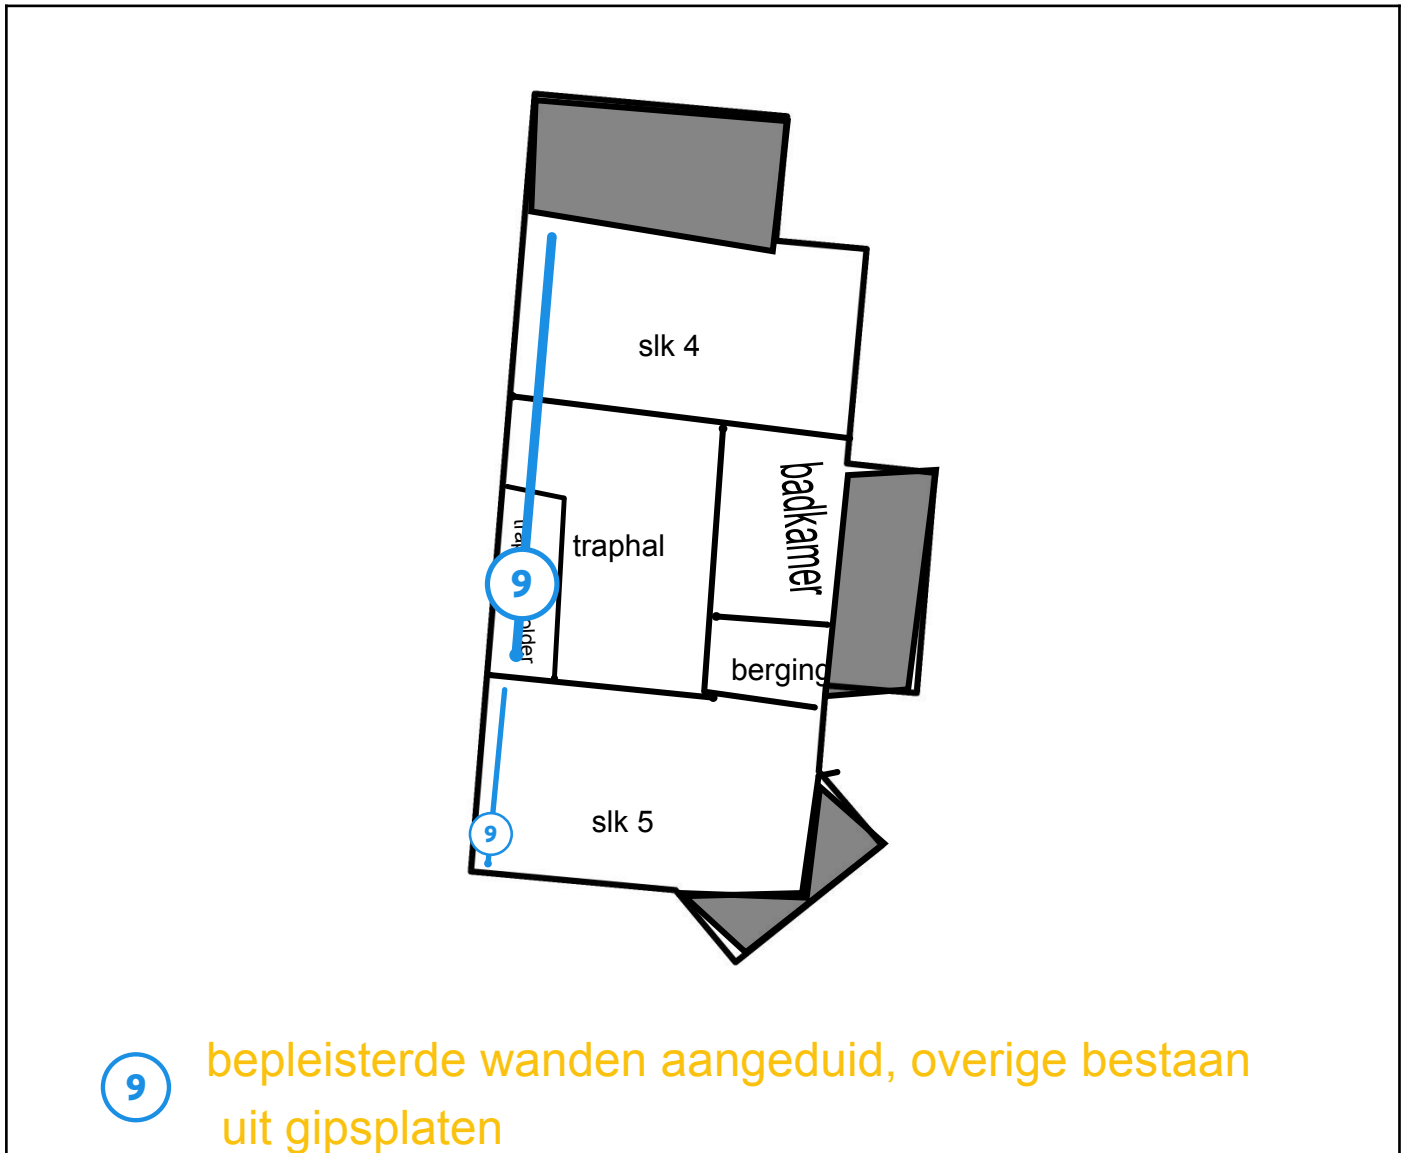 slk 4
badkamer
traphal
9
berging
slk 5
9
9 bepleisterde wanden aangeduid, overige bestaan
uit gipsplaten